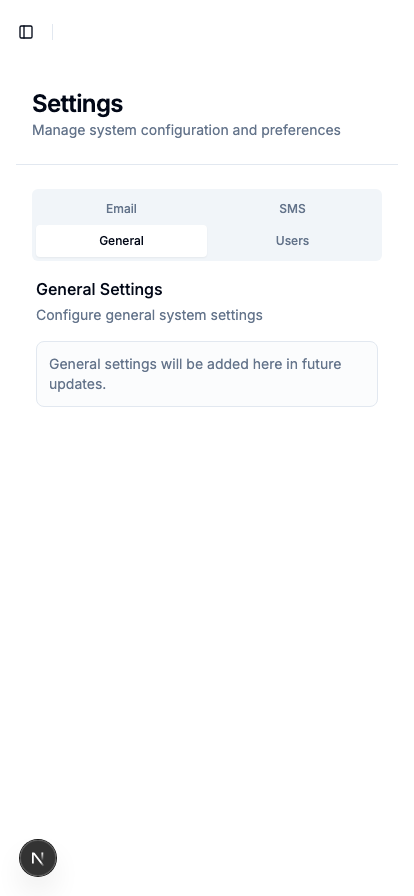 Settings
Manage system configuration and preferences
Email
SMS
General
Users
General Settings
Configure general system settings
General settings will be added here in future
updates.
N